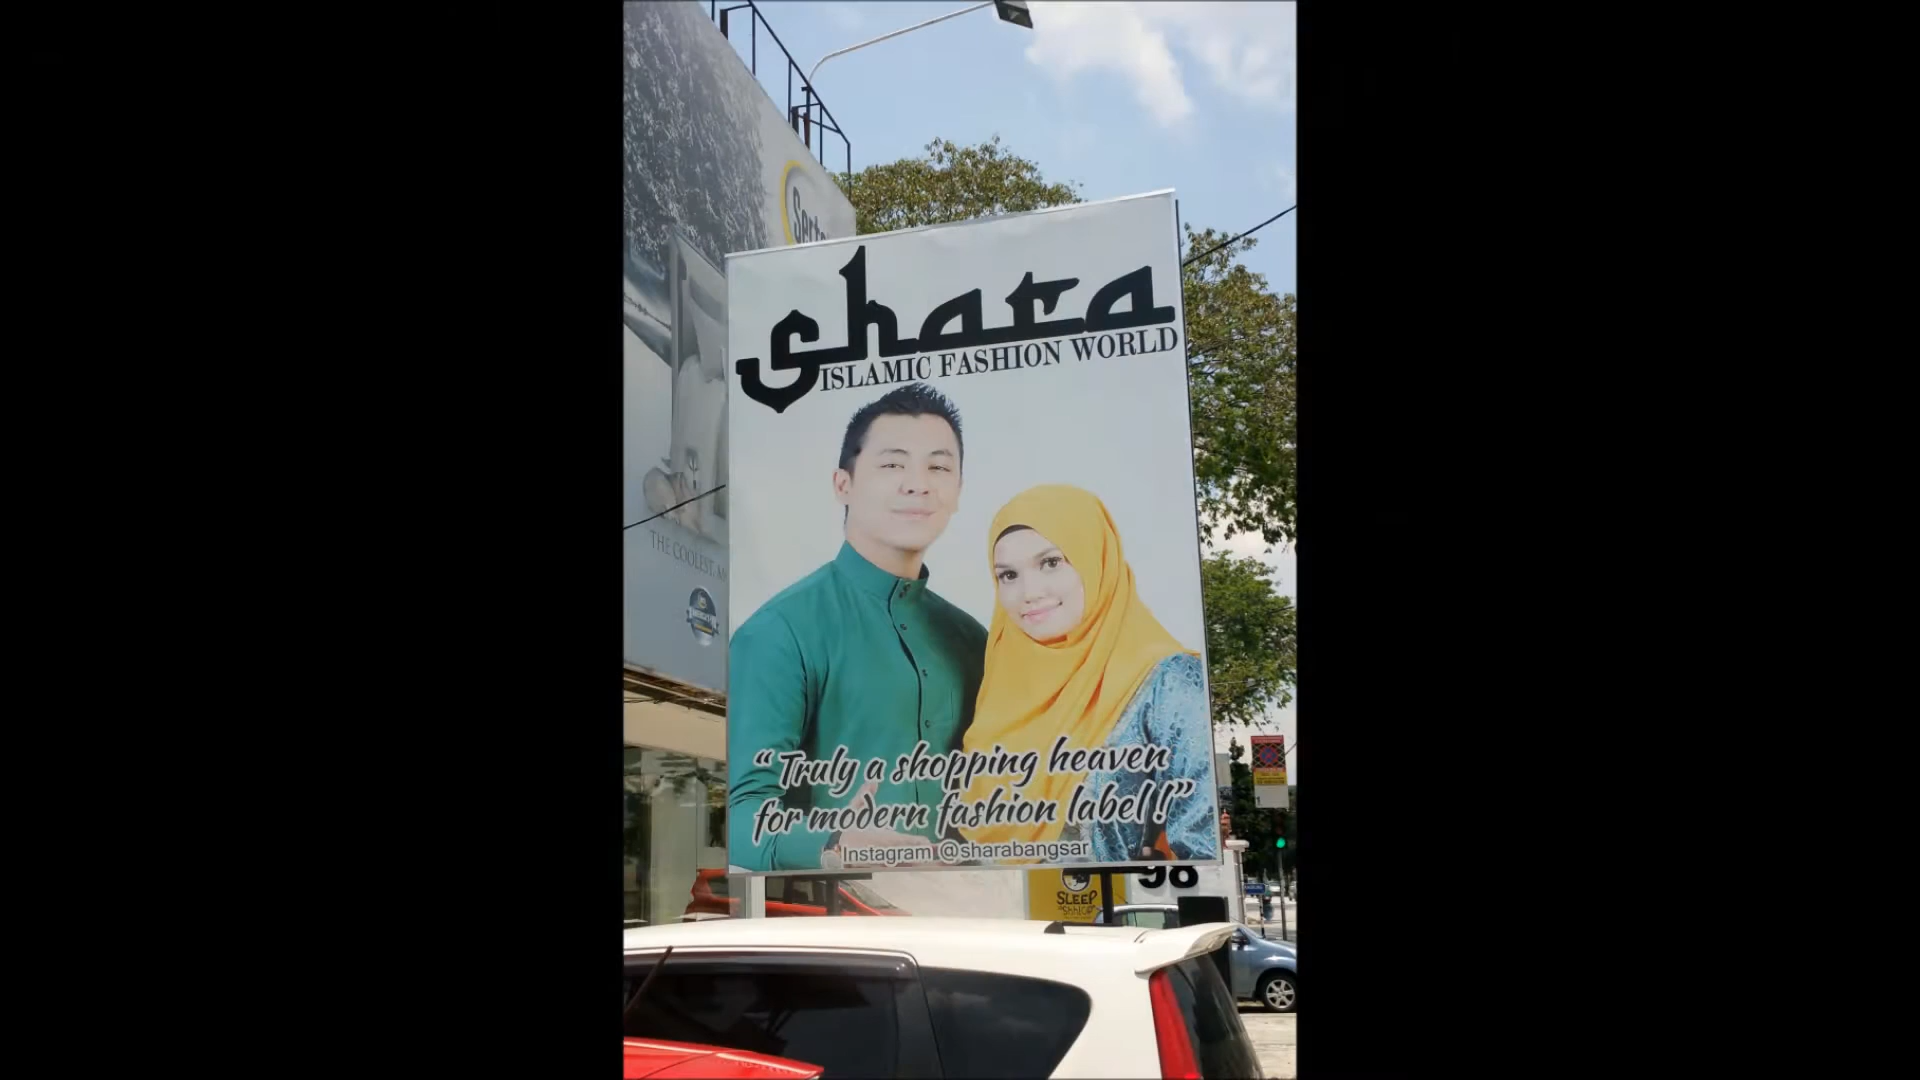 shara
ISLAMIC FASHION WORLD
“ Truly a shopping heaven
for modern fashion label !”
Instagram @sharabangsar
THE COOLEST,
98
SLEEP